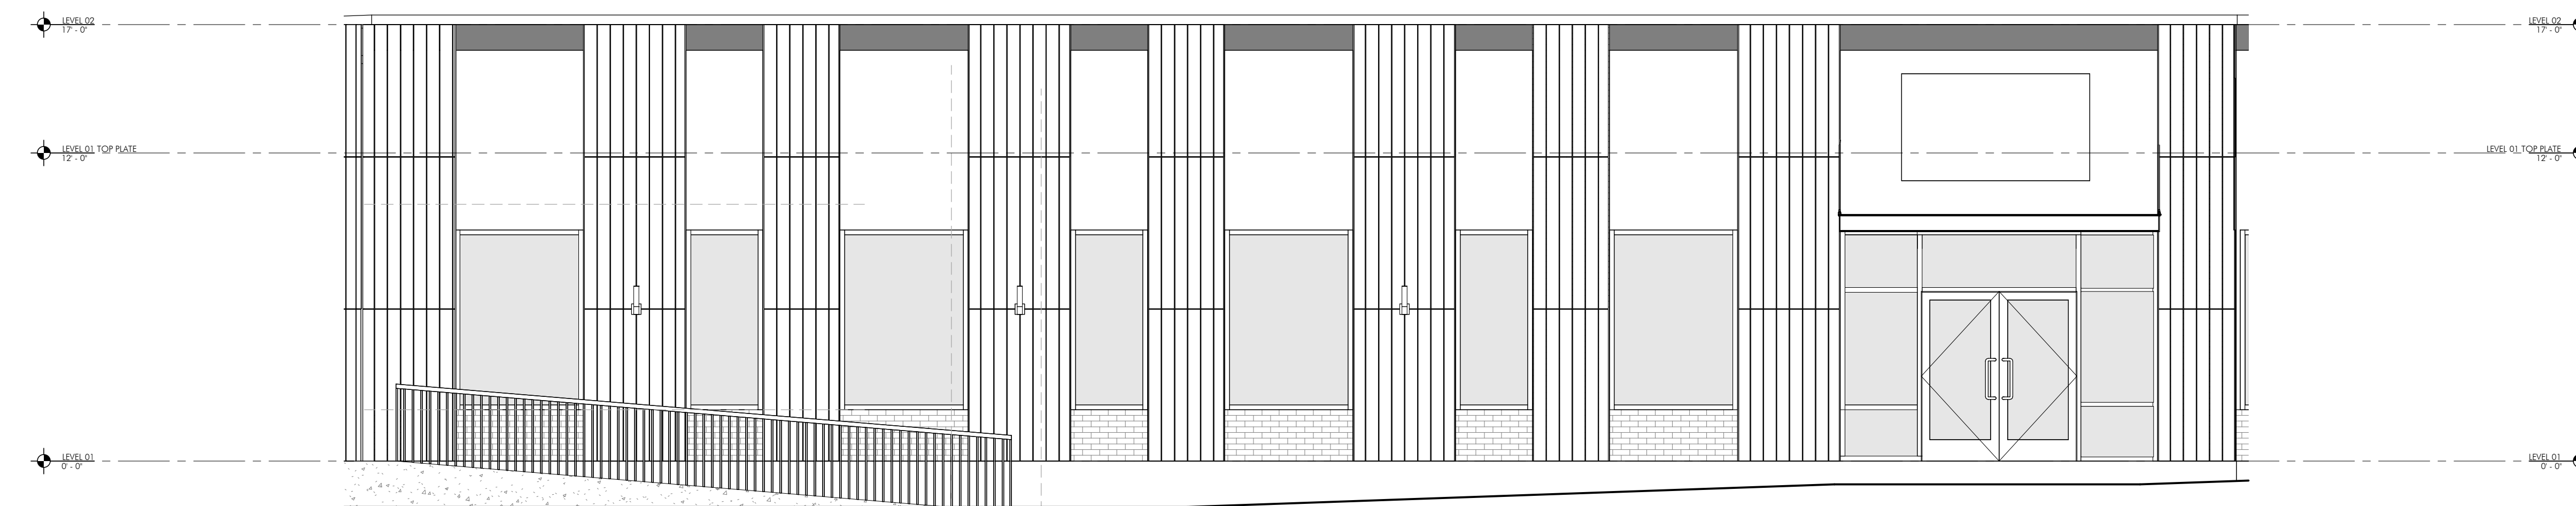 LEVEL 02
17' - 0"
LEVEL 02
17' - 0"
LEVEL 01 TOP PLATE
12' - 0"
LEVEL 01 TOP PLATE
12' - 0"
LEVEL 01
0' - 0"
LEVEL 01
0' - 0"